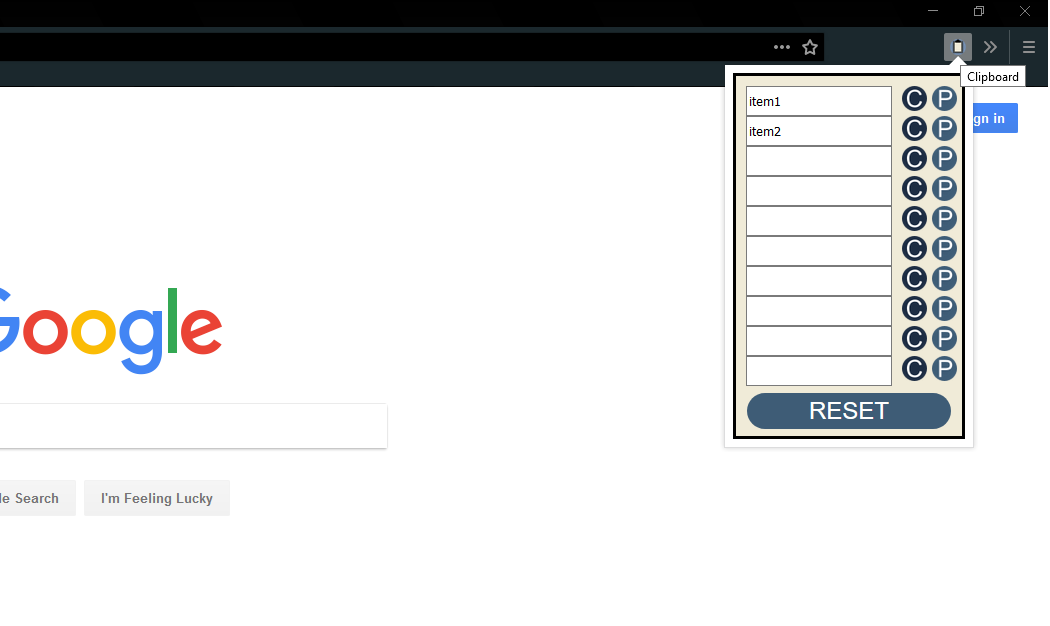 Clipboard
item1 C P
gn in
item2 C P
C P
C P
C P
C P
C P
C P
C P
C P
RESET
Google
le Search I'm Feeling Lucky